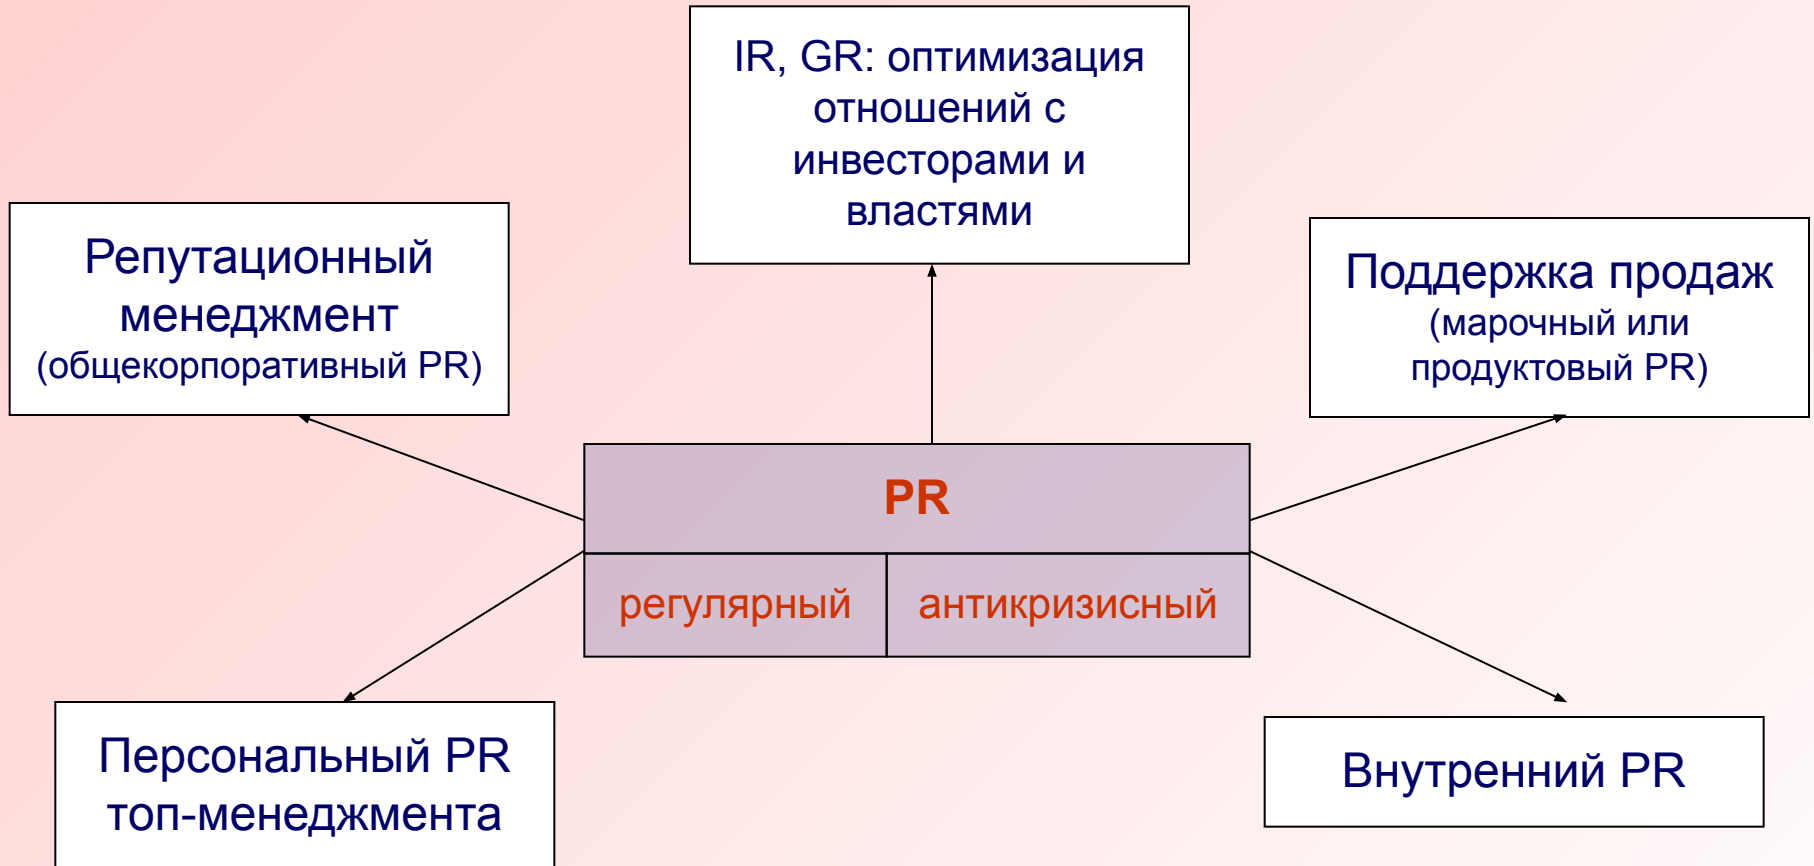 IR, GR: оптимизация
отношений с
инвесторами и
властями
Репутационный
менеджмент
(общекорпоративный PR)
Поддержка продаж
(марочный или
продуктовый PR)
PR
регулярный
антикризисный
Персональный PR
топ-менеджмента
Внутренний PR